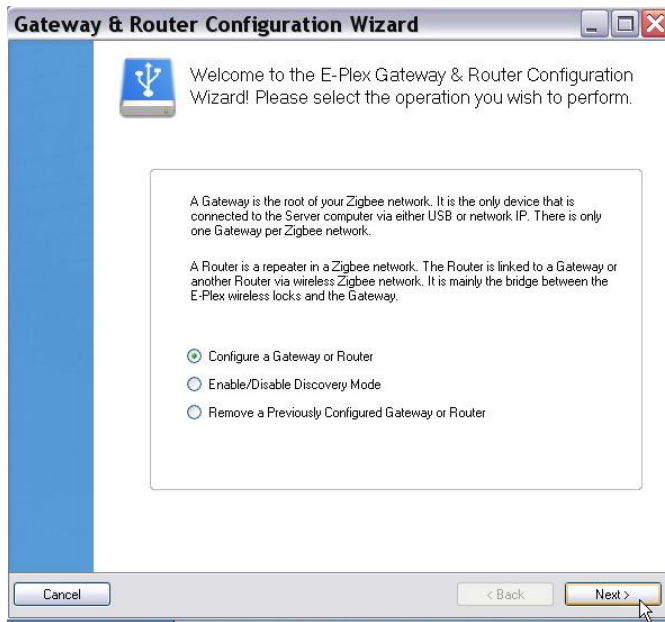 Gateway & Router Configuration Wizard
Welcome to the E-Plex Gateway & Router Configuration
Wizard! Please select the operation you wish to perform.
A Gateway is the root of your Zigbee network. It is the only device that is
connected to the Server computer via either USB or network IP. There is only
one Gateway per Zigbee network.
A Router is a repeater in a Zigbee network. The Router is linked to a Gateway or
another Router via wireless Zigbee network. It is mainly the bridge between the
E-Plex wireless locks and the Gateway.
Configure a Gateway or Router
Enable/Disable Discovery Mode
Remove a Previously Configured Gateway or Router
Cancel
< Back
Next >